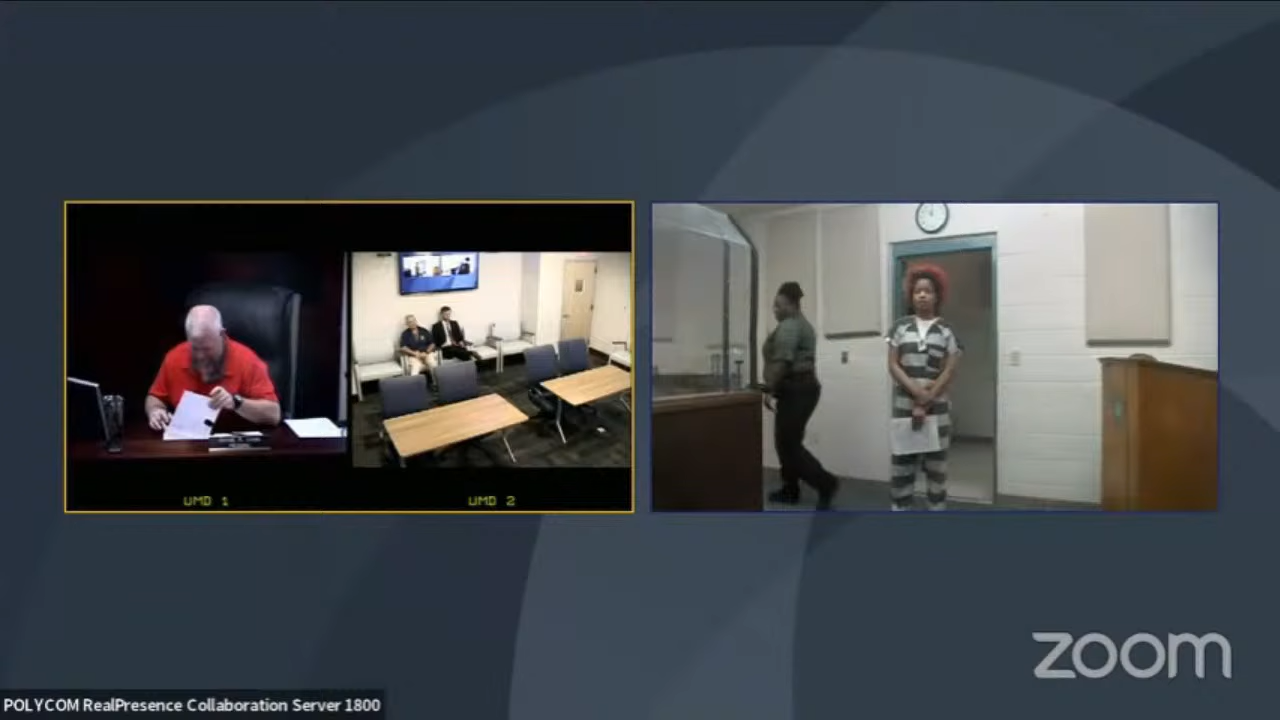 UMD 1
UMD 2
zoom
POLYCOM RealPresence Collaboration Server 1800